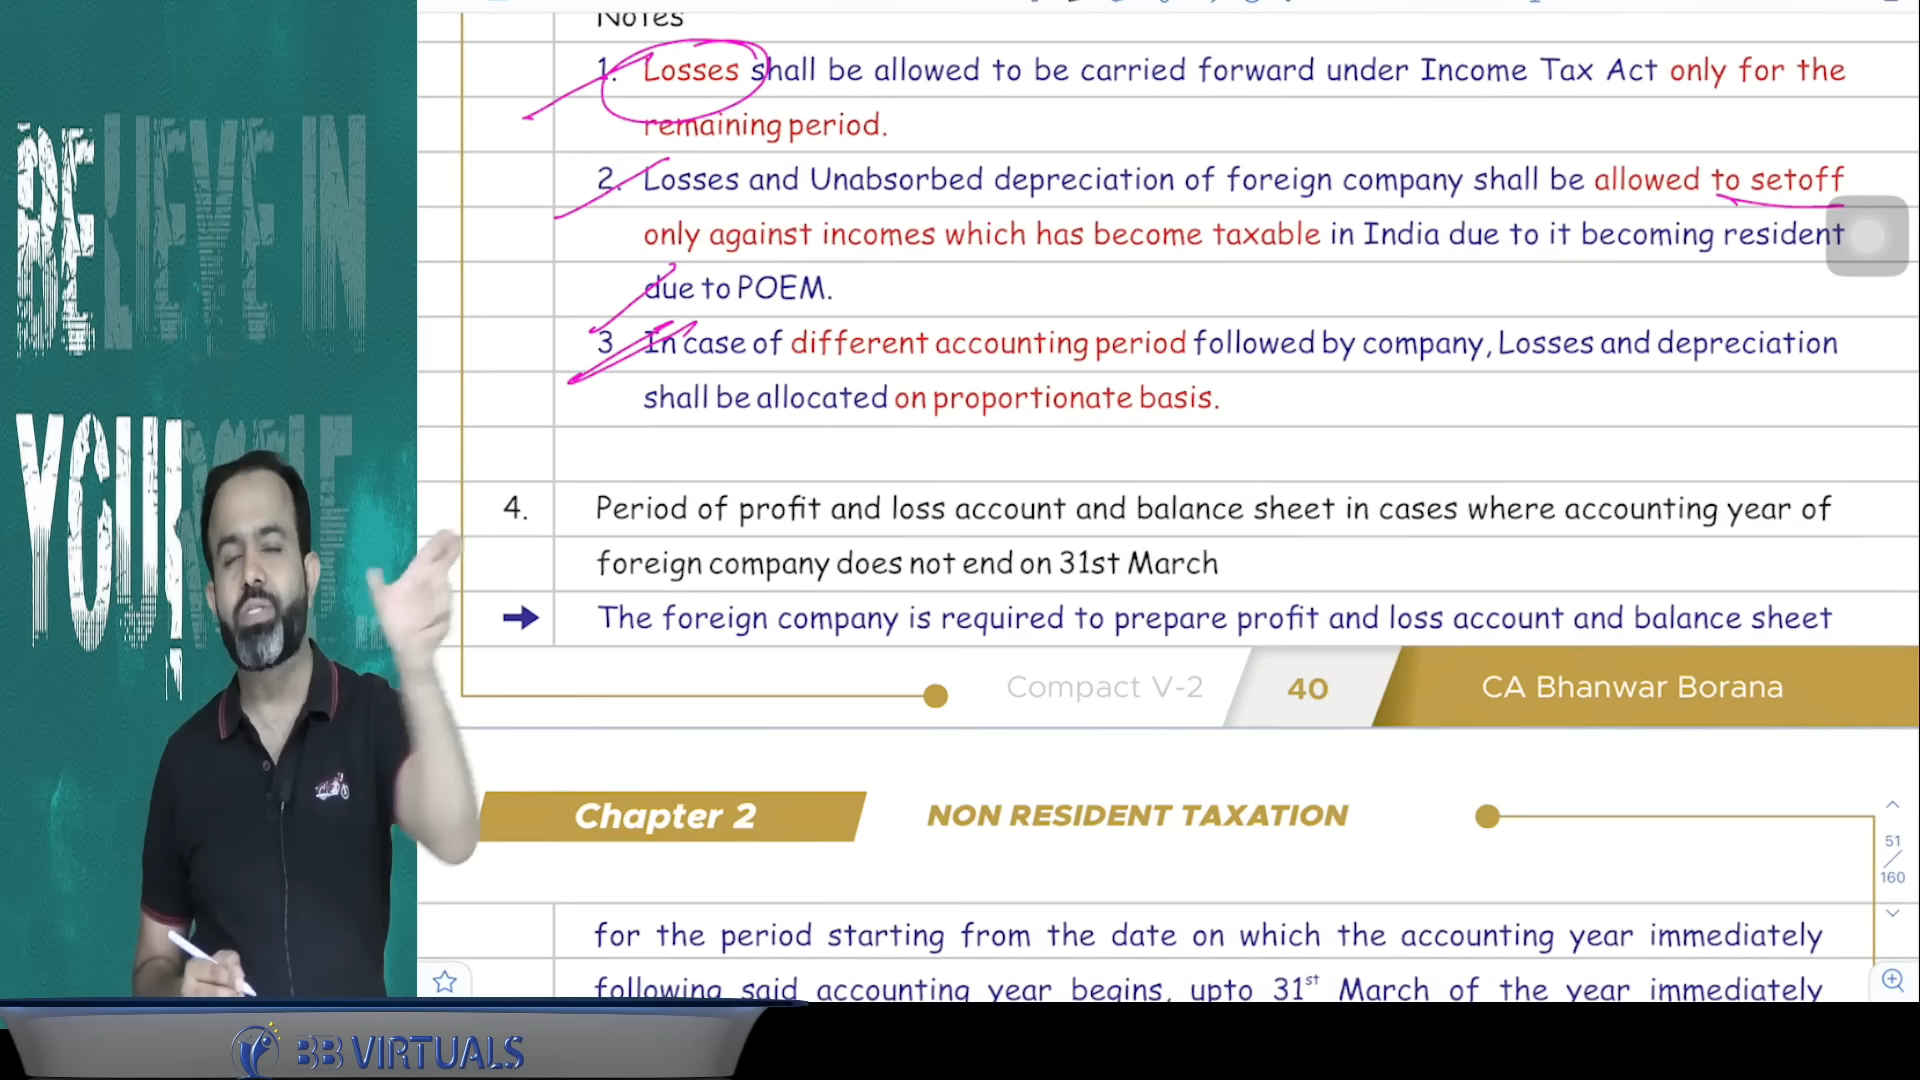 BELIEVE IN
YOURSELF
Notes
1. Losses shall be allowed to be carried forward under Income Tax Act only for the
remaining period.
2. Losses and Unabsorbed depreciation of foreign company shall be allowed to setoff
only against incomes which has become taxable in India due to it becoming resident
due to POEM.
3 In case of different accounting period followed by company, Losses and depreciation
shall be allocated on proportionate basis.
4. Period of profit and loss account and balance sheet in cases where accounting year of
foreign company does not end on 31st March
➔ The foreign company is required to prepare profit and loss account and balance sheet
Compact V-2 40 CA Bhanwar Borana
Chapter 2 NON RESIDENT TAXATION
51
/
160
for the period starting from the date on which the accounting year immediately
following said accounting year begins, upto 31st March of the year immediately
BB VIRTUALS